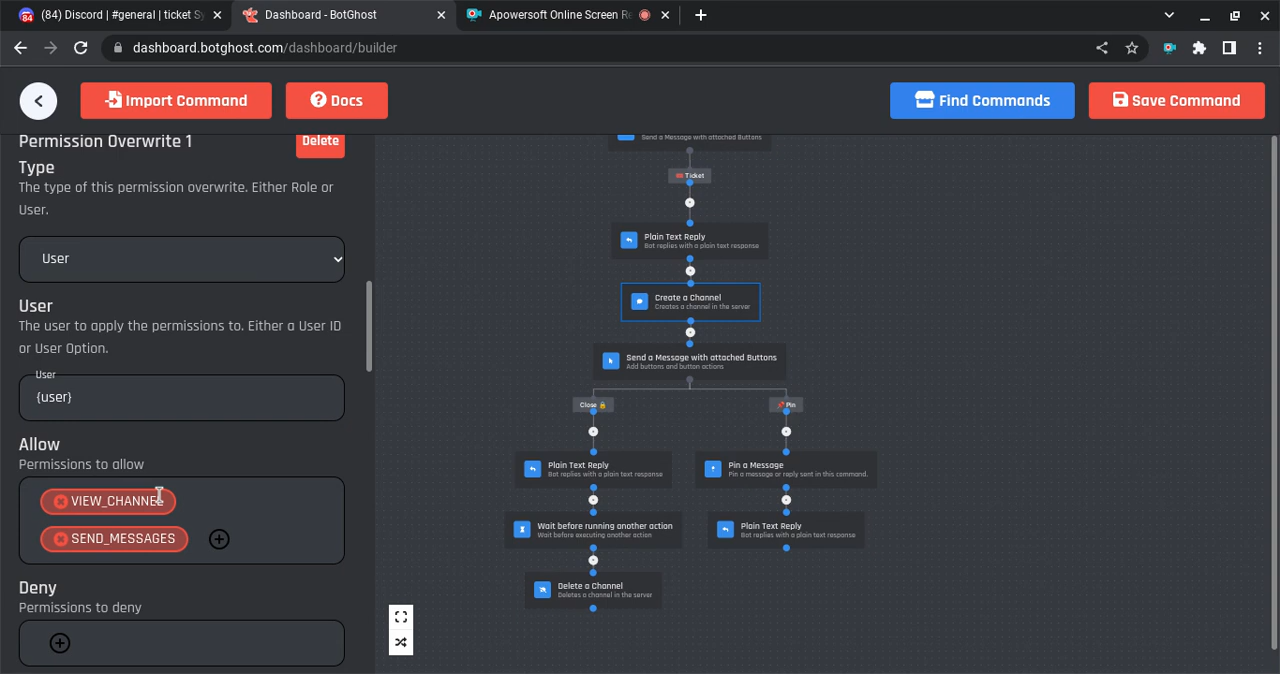 (84) Discord | #general | ticket Sy
Dashboard - BotGhost
Apowersoft Online Screen Re
dashboard.botghost.com/dashboard/builder
Import Command
Docs
Find Commands
Save Command
Permission Overwrite 1
Delete
Type
The type of this permission overwrite. Either Role or
User.
User
User
The user to apply the permissions to. Either a User ID
or User Option.
User
{user}
Allow
Permissions to allow
VIEW_CHANNEL
SEND_MESSAGES
Deny
Permissions to deny
Send a Message with attached Buttons
Ticket
Plain Text Reply
Bot replies with a plain text response
Create a Channel
Creates a channel in the server
Send a Message with attached Buttons
Add buttons and button actions
Close 🔒
📌 Pin
Plain Text Reply
Bot replies with a plain text response
Pin a Message
Pin a message or reply sent in this command.
Wait before running another action
Wait before executing another action
Plain Text Reply
Bot replies with a plain text response
Delete a Channel
Deletes a channel in the server